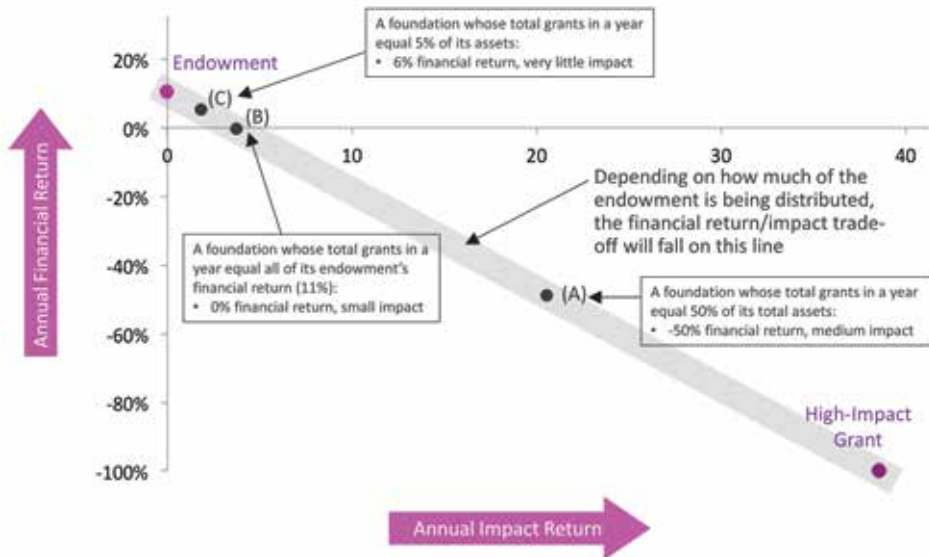 A foundation whose total grants in a year
equal 5% of its assets:
• 6% financial return, very little impact
20%
Endowment
(C)
(B)
0%
0
10
20
30
40
Annual Financial Return
-20%
Depending on how much of the
endowment is being distributed,
the financial return/impact trade-
off will fall on this line
A foundation whose total grants in a
year equal all of its endowment's
financial return (11%):
• 0% financial return, small impact
-40%
(A)
A foundation whose total grants in a year
equal 50% of its total assets:
• -50% financial return, medium impact
-60%
-80%
High-Impact
Grant
-100%
Annual Impact Return